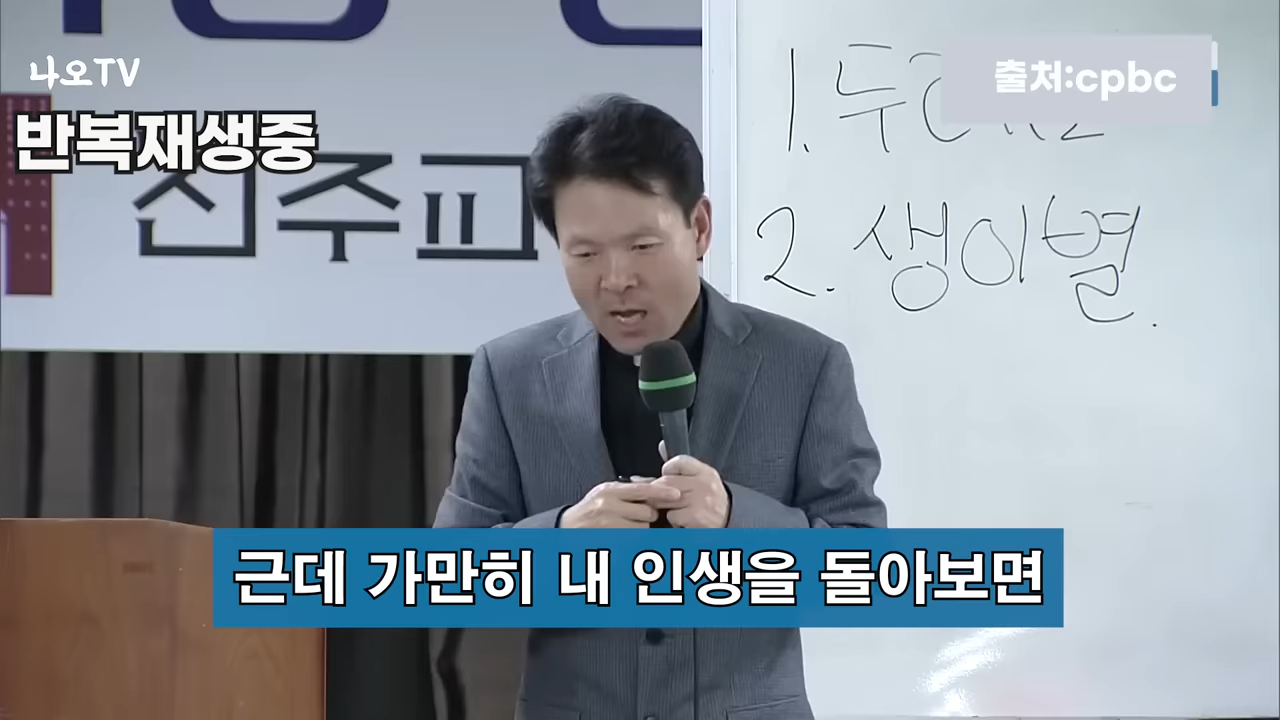 나오TV
반복재생중
출처:cpbc
1. 두
2. 생이별.
근데 가만히 내 인생을 돌아보면